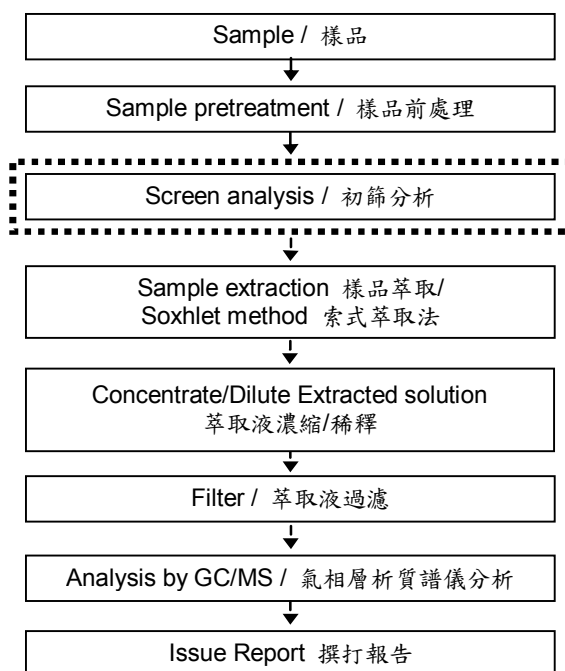 Sample / 樣品
Sample pretreatment / 樣品前處理
Screen analysis / 初篩分析
Sample extraction 樣品萃取/
Soxhlet method 索式萃取法
Concentrate/Dilute Extracted solution
萃取液濃縮/稀釋
Filter / 萃取液過濾
Analysis by GC/MS / 氣相層析質譜儀分析
Issue Report 撰打報告